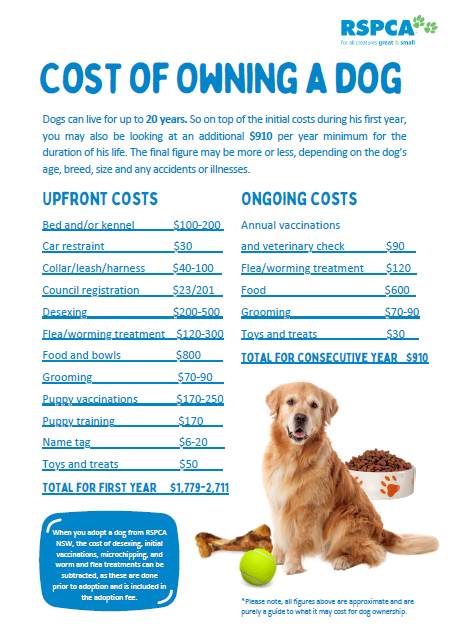 RSPCA
for all creatures great & small
COST OF OWNING A DOG
Dogs can live for up to 20 years. So on top of the initial costs during his first year,
you may also be looking at an additional $910 per year minimum for the
duration of his life. The final figure may be more or less, depending on the dog's
age, breed, size and any accidents or illnesses.
UPFRONT COSTS
Bed and/or kennel $100-200
Car restraint $30
Collar/leash/harness $40-100
Council registration $23/201
Desexing $200-500
Flea/worming treatment $120-300
Food and bowls $800
Grooming $70-90
Puppy vaccinations $170-250
Puppy training $170
Name tag $6-20
Toys and treats $50
TOTAL FOR FIRST YEAR $1,779-2,711
ONGOING COSTS
Annual vaccinations
and veterinary check $90
Flea/worming treatment $120
Food $600
Grooming $70-90
Toys and treats $30
TOTAL FOR CONSECUTIVE YEAR $910
When you adopt a dog from RSPCA
NSW, the cost of desexing, initial
vaccinations, microchipping, and
worm and flea treatments can be
subtracted, as these are done
prior to adoption and is included in
the adoption fee.
*Please note, all figures above are approximate and are
purely a guide to what it may cost for dog ownership.